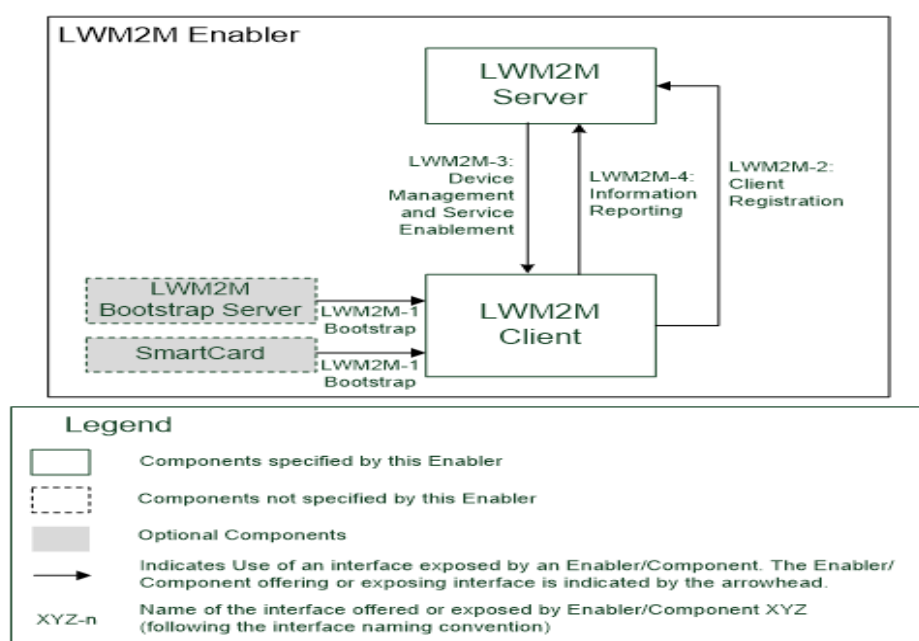 LWM2M Enabler
LWM2M
Server
LWM2M-3:
Device
Management
and Service
Enablement
LWM2M-4:
Information
Reporting
LWM2M-2:
Client
Registration
LWM2M
Bootstrap Server
LWM2M-1
Bootstrap
SmartCard
LWM2M-1
Bootstrap
LWM2M
Client
Legend
Components specified by this Enabler
Components not specified by this Enabler
Optional Components
Indicates Use of an interface exposed by an Enabler/Component. The Enabler/
Component offering or exposing interface is indicated by the arrowhead.
XYZ-n
Name of the interface offered or exposed by Enabler/Component XYZ
(following the interface naming convention)